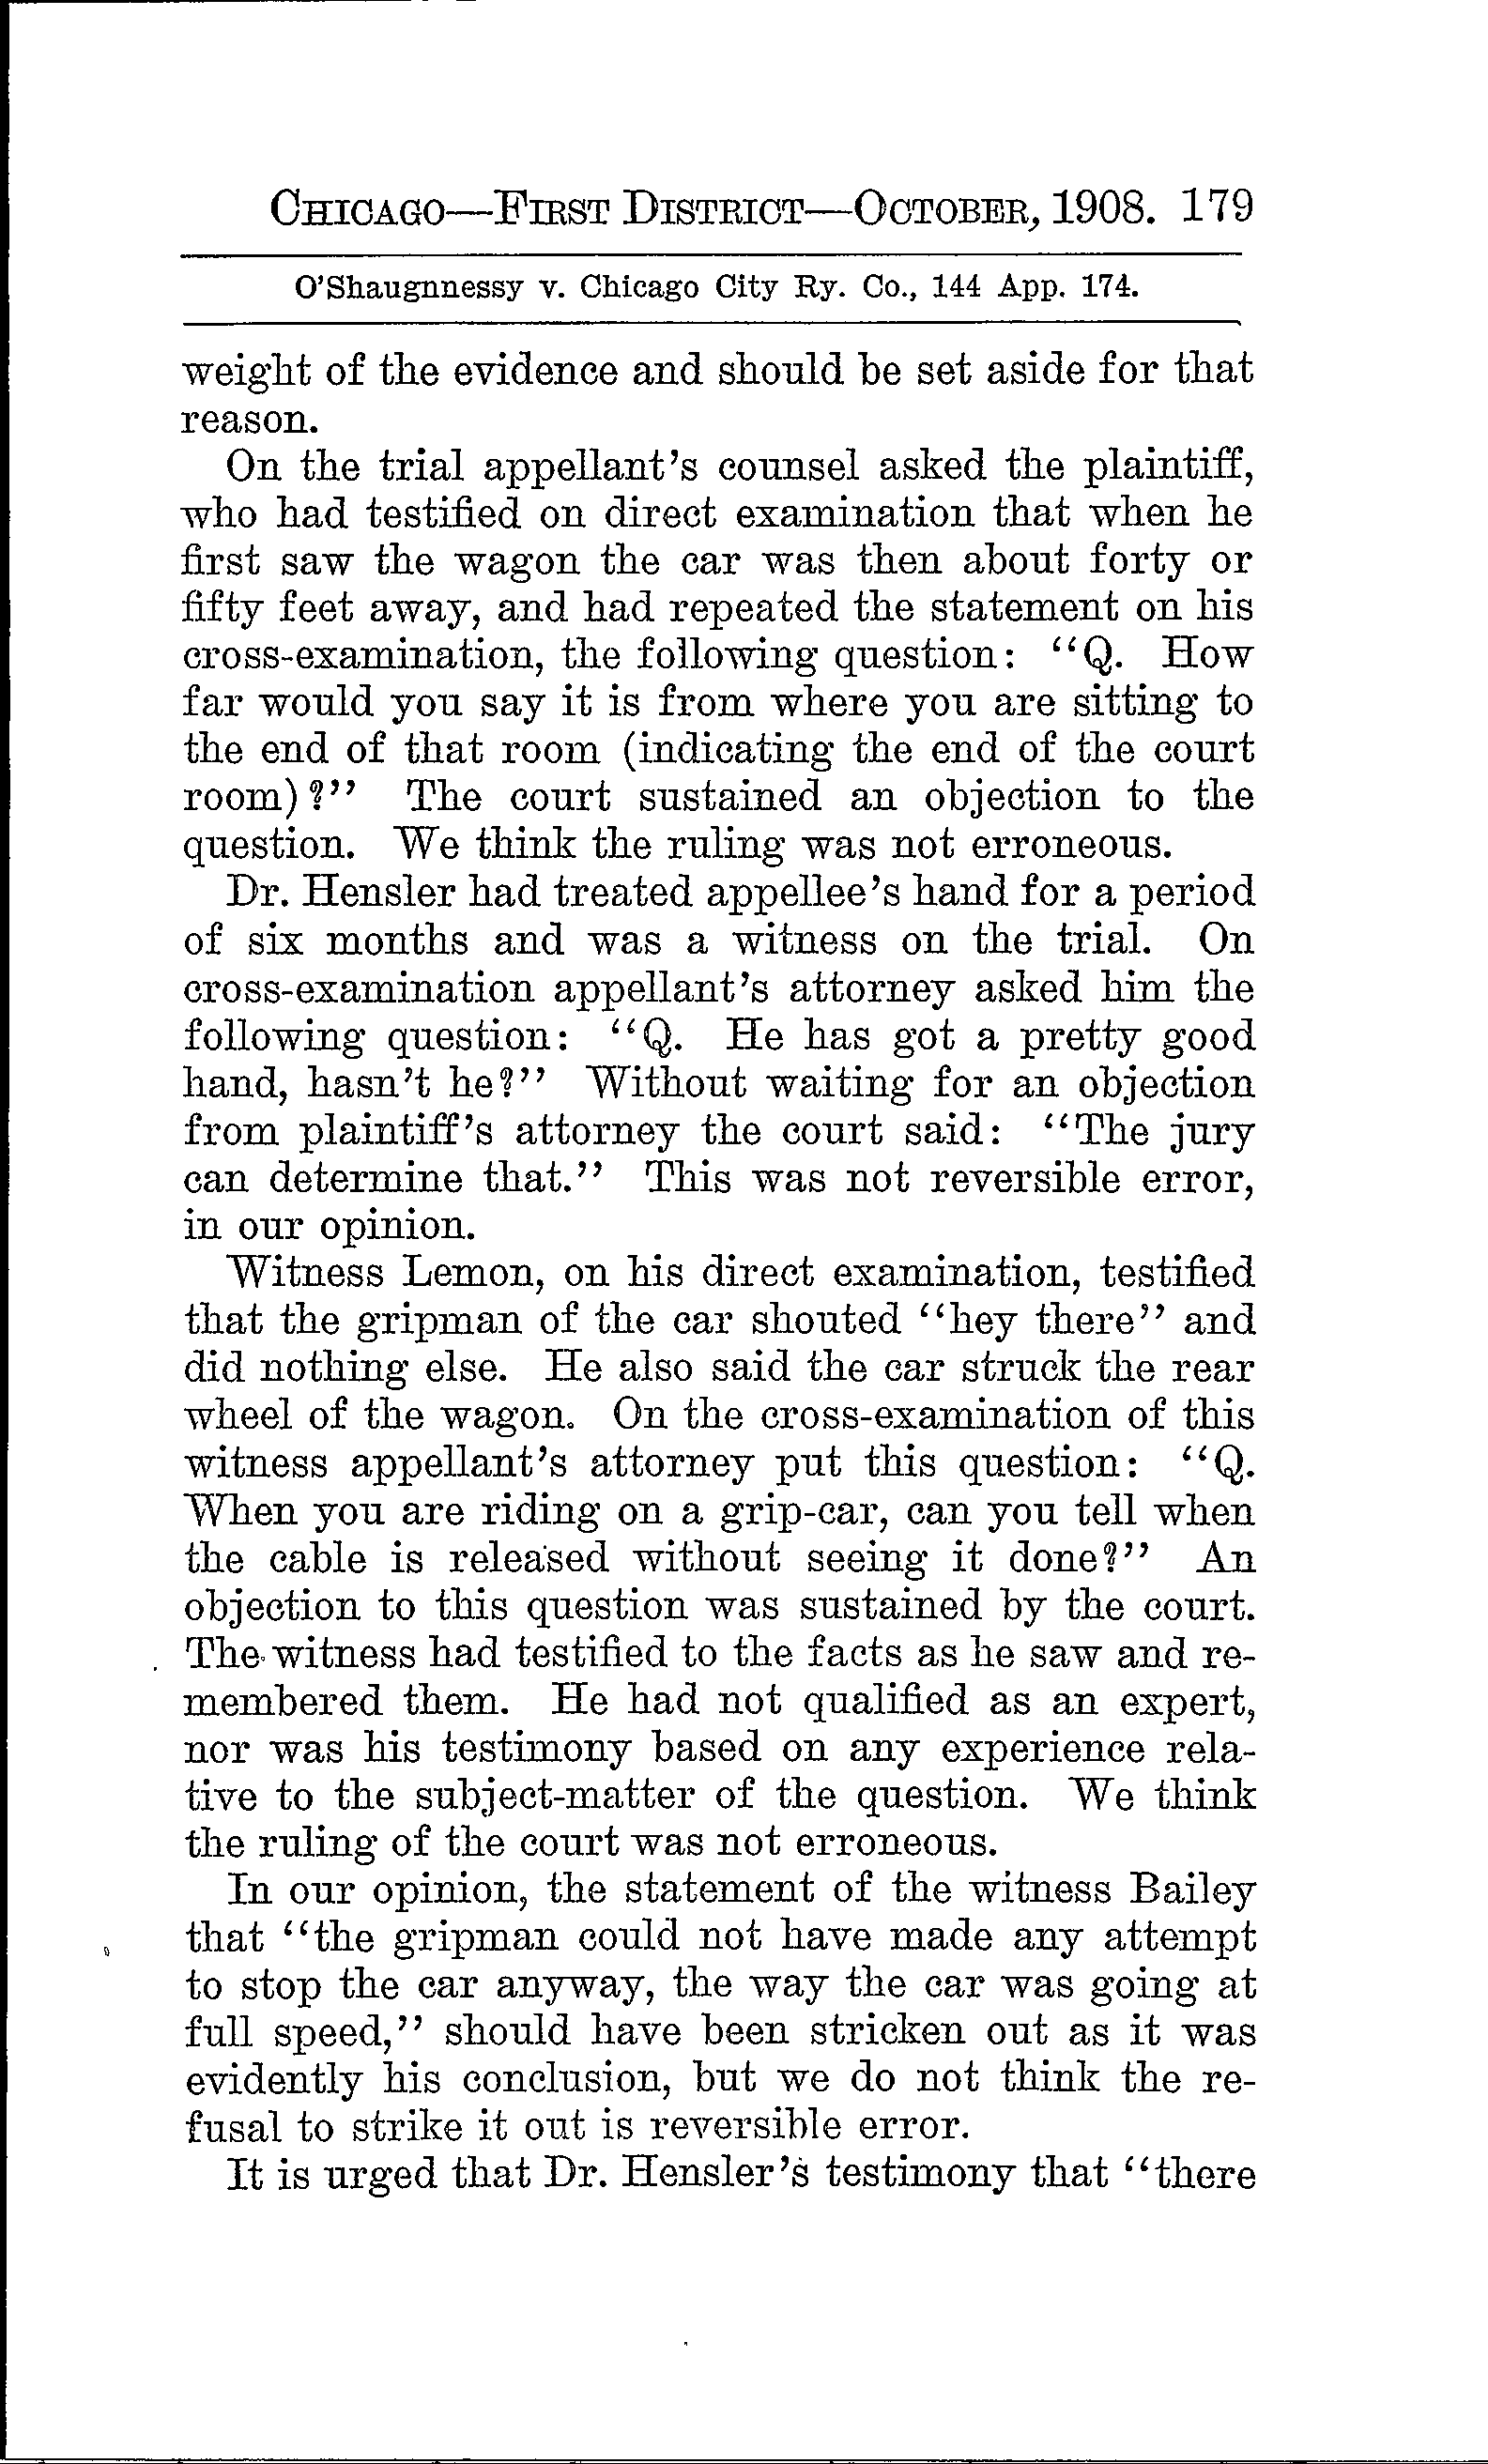 CHICAGO—FIRST DISTRICT—OCTOBER, 1908. 179
O'Shaugnnessy v. Chicago City Ry. Co., 144 App. 174.
weight of the evidence and should be set aside for that
reason.
On the trial appellant's counsel asked the plaintiff,
who had testified on direct examination that when he
first saw the wagon the car was then about forty or
fifty feet away, and had repeated the statement on his
cross-examination, the following question: "Q. How
far would you say it is from where you are sitting to
the end of that room (indicating the end of the court
room)?" The court sustained an objection to the
question. We think the ruling was not erroneous.
Dr. Hensler had treated appellee's hand for a period
of six months and was a witness on the trial. On
cross-examination appellant's attorney asked him the
following question: "Q. He has got a pretty good
hand, hasn't he?" Without waiting for an objection
from plaintiff's attorney the court said: "The jury
can determine that." This was not reversible error,
in our opinion.
Witness Lemon, on his direct examination, testified
that the gripman of the car shouted "hey there" and
did nothing else. He also said the car struck the rear
wheel of the wagon. On the cross-examination of this
witness appellant's attorney put this question: "Q.
When you are riding on a grip-car, can you tell when
the cable is released without seeing it done?" An
objection to this question was sustained by the court.
The witness had testified to the facts as he saw and re-
membered them. He had not qualified as an expert,
nor was his testimony based on any experience rela-
tive to the subject-matter of the question. We think
the ruling of the court was not erroneous.
In our opinion, the statement of the witness Bailey
that "the gripman could not have made any attempt
to stop the car anyway, the way the car was going at
full speed," should have been stricken out as it was
evidently his conclusion, but we do not think the re-
fusal to strike it out is reversible error.
It is urged that Dr. Hensler's testimony that "there